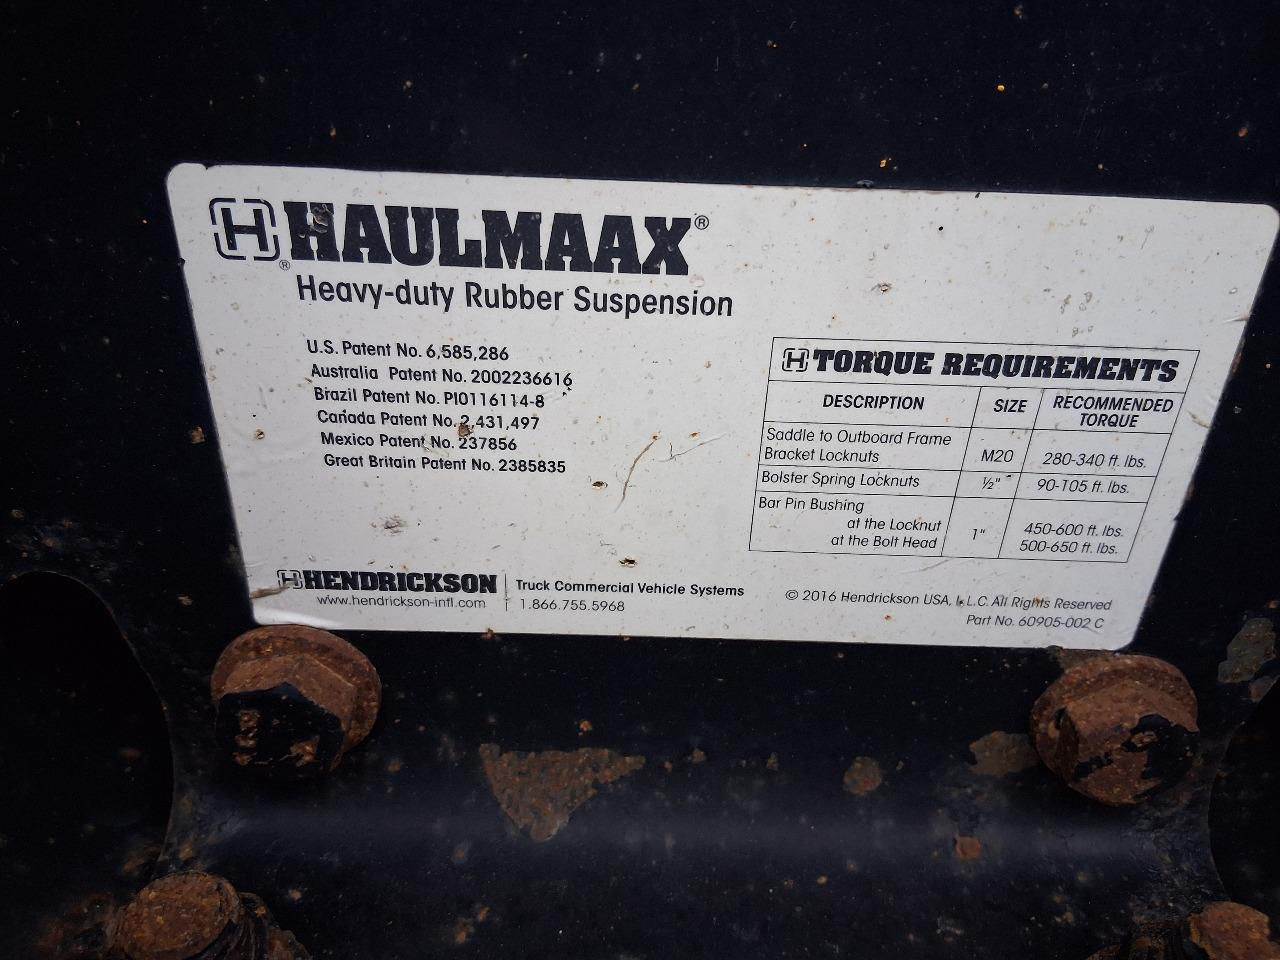 H HAULMAAX®
®
Heavy-duty Rubber Suspension
U.S. Patent No. 6,585,286
Australia Patent No. 2002236616
Brazil Patent No. PI0116114-8
Canada Patent No. 2,431,497
Mexico Patent No. 237856
Great Britain Patent No. 2385835
H TORQUE REQUIREMENTS
DESCRIPTION SIZE RECOMMENDED TORQUE
Saddle to Outboard Frame
Bracket Locknuts M20 280-340 ft. lbs.
Bolster Spring Locknuts ½" 90-105 ft. lbs.
Bar Pin Bushing
at the Locknut 1" 450-600 ft. lbs.
at the Bolt Head 500-650 ft. lbs.
H HENDRICKSON Truck Commercial Vehicle Systems
www.hendrickson-intl.com 1.866.755.5968
© 2016 Hendrickson USA, L.L.C. All Rights Reserved
Part No. 60905-002 C